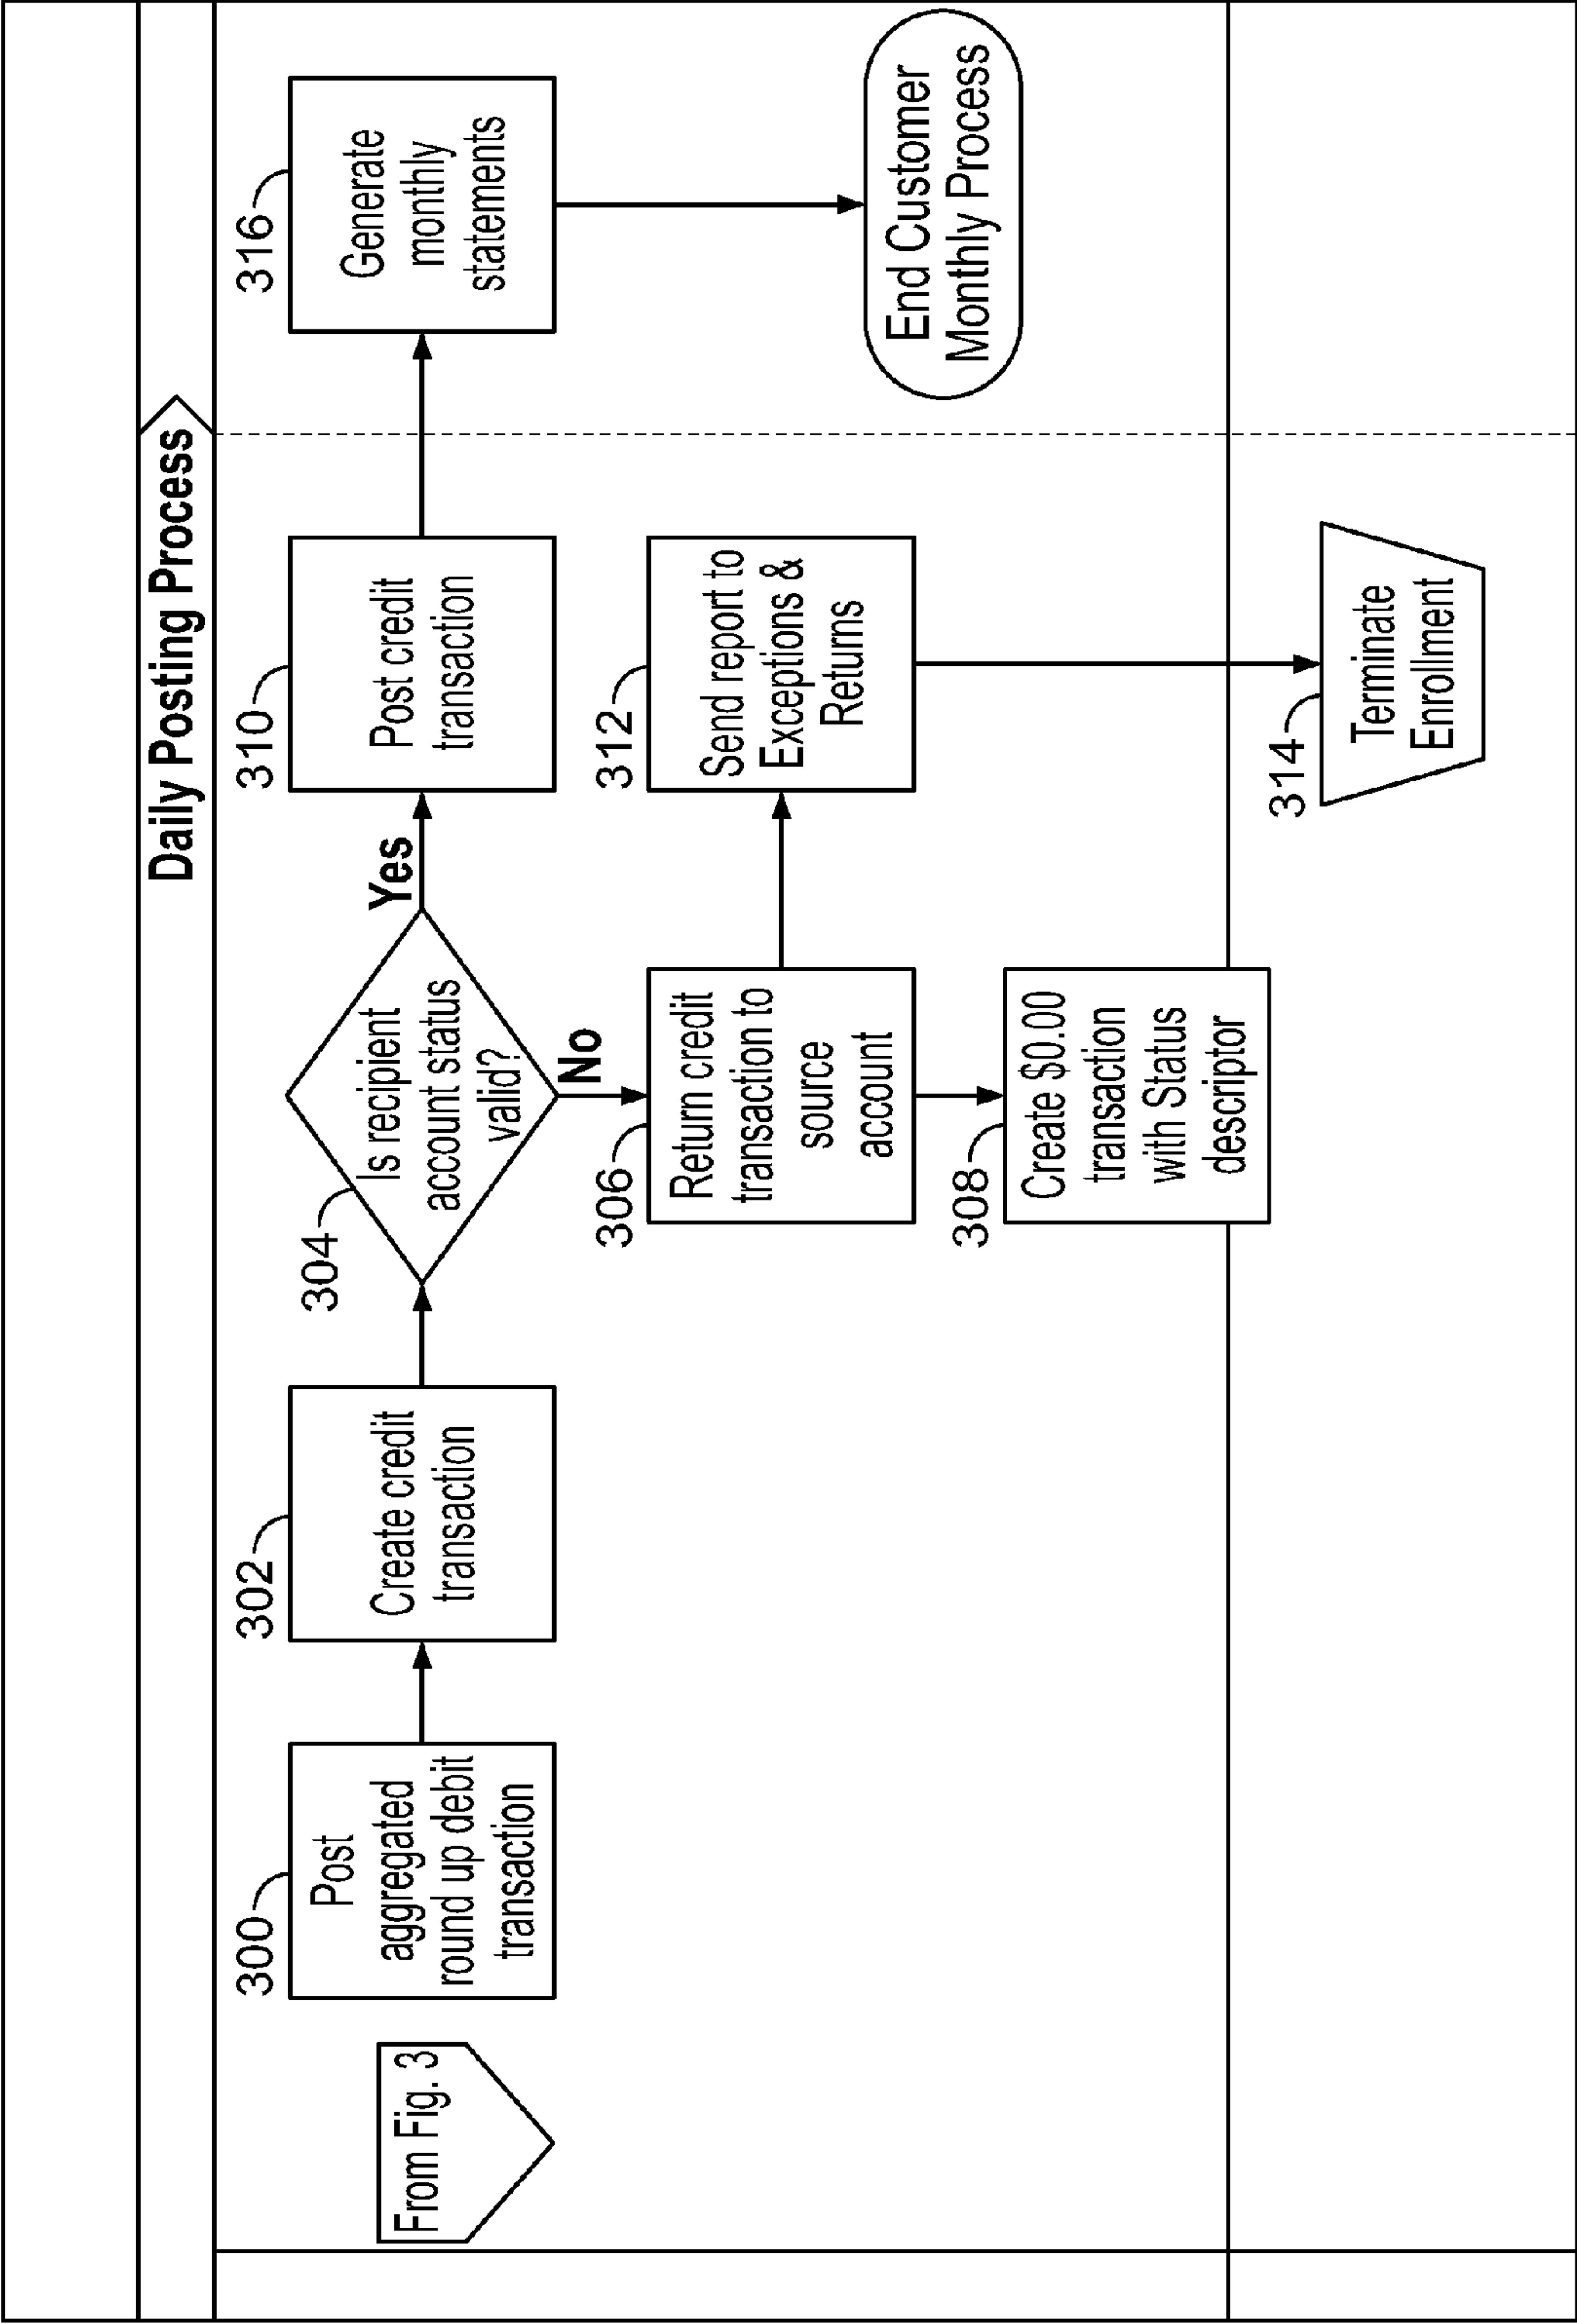 Daily Posting Process
From Fig. 3
300
Post
aggregated
round up debit
transaction
302
Create credit
transaction
304
Is recipient
account status
valid?
Yes
No
310
Post credit
transaction
316
Generate
monthly
statements
306
Return credit
transaction to
source
account
312
Send report to
Exceptions &
Returns
End Customer
Monthly Process
308
Create $0.00
transaction
with Status
descriptor
314
Terminate
Enrollment